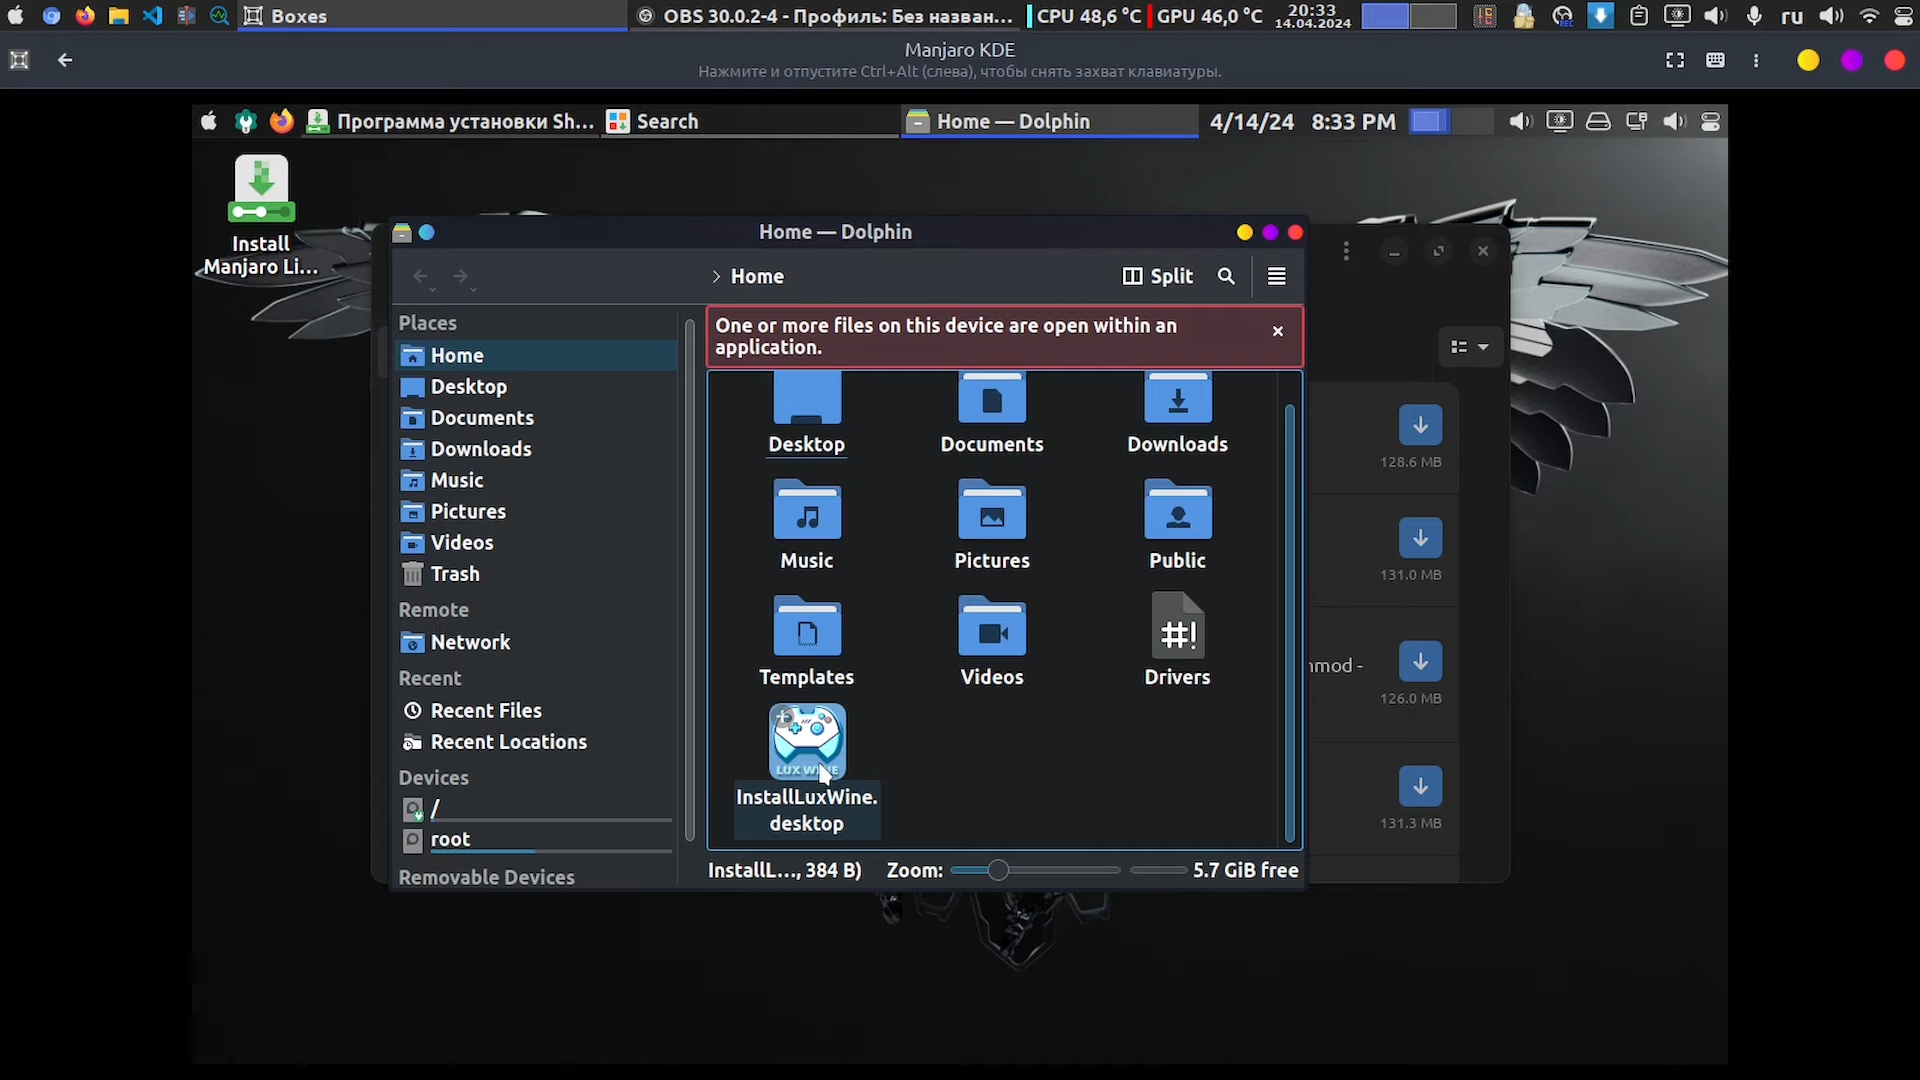 Boxes
OBS 30.0.2-4 - Профиль: Без назван...
CPU 48,6 °C
GPU 46,0 °C
20:33
14.04.2024
REC
ru
Manjaro KDE
Нажмите и отпустите Ctrl+Alt (слева), чтобы снять захват клавиатуры.
Программа установки Sh...
Search
Home — Dolphin
4/14/24
8:33 PM
Install
Manjaro Li...
Home — Dolphin
Home
Split
Places
Home
Desktop
Documents
Downloads
Music
Pictures
Videos
Trash
Remote
Network
Recent
Recent Files
Recent Locations
Devices
/
root
Removable Devices
One or more files on this device are open within an
application.
Desktop
Documents
Downloads
Music
Pictures
Public
Templates
Videos
#!
Drivers
LUX WINE
InstallLuxWine.
desktop
InstallL..., 384 B)
Zoom:
5.7 GiB free
128.6 MB
131.0 MB
mod -
126.0 MB
131.3 MB